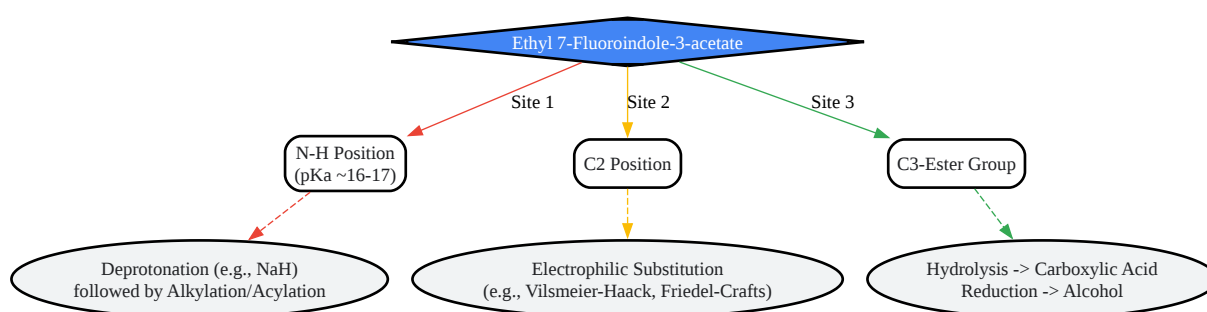 Ethyl 7-Fluoroindole-3-acetate
Site 1
Site 2
Site 3
N-H Position
(pKa ~16-17)
C2 Position
C3-Ester Group
Deprotonation (e.g., NaH)
followed by Alkylation/Acylation
Electrophilic Substitution
(e.g., Vilsmeier-Haack, Friedel-Crafts)
Hydrolysis -> Carboxylic Acid
Reduction -> Alcohol